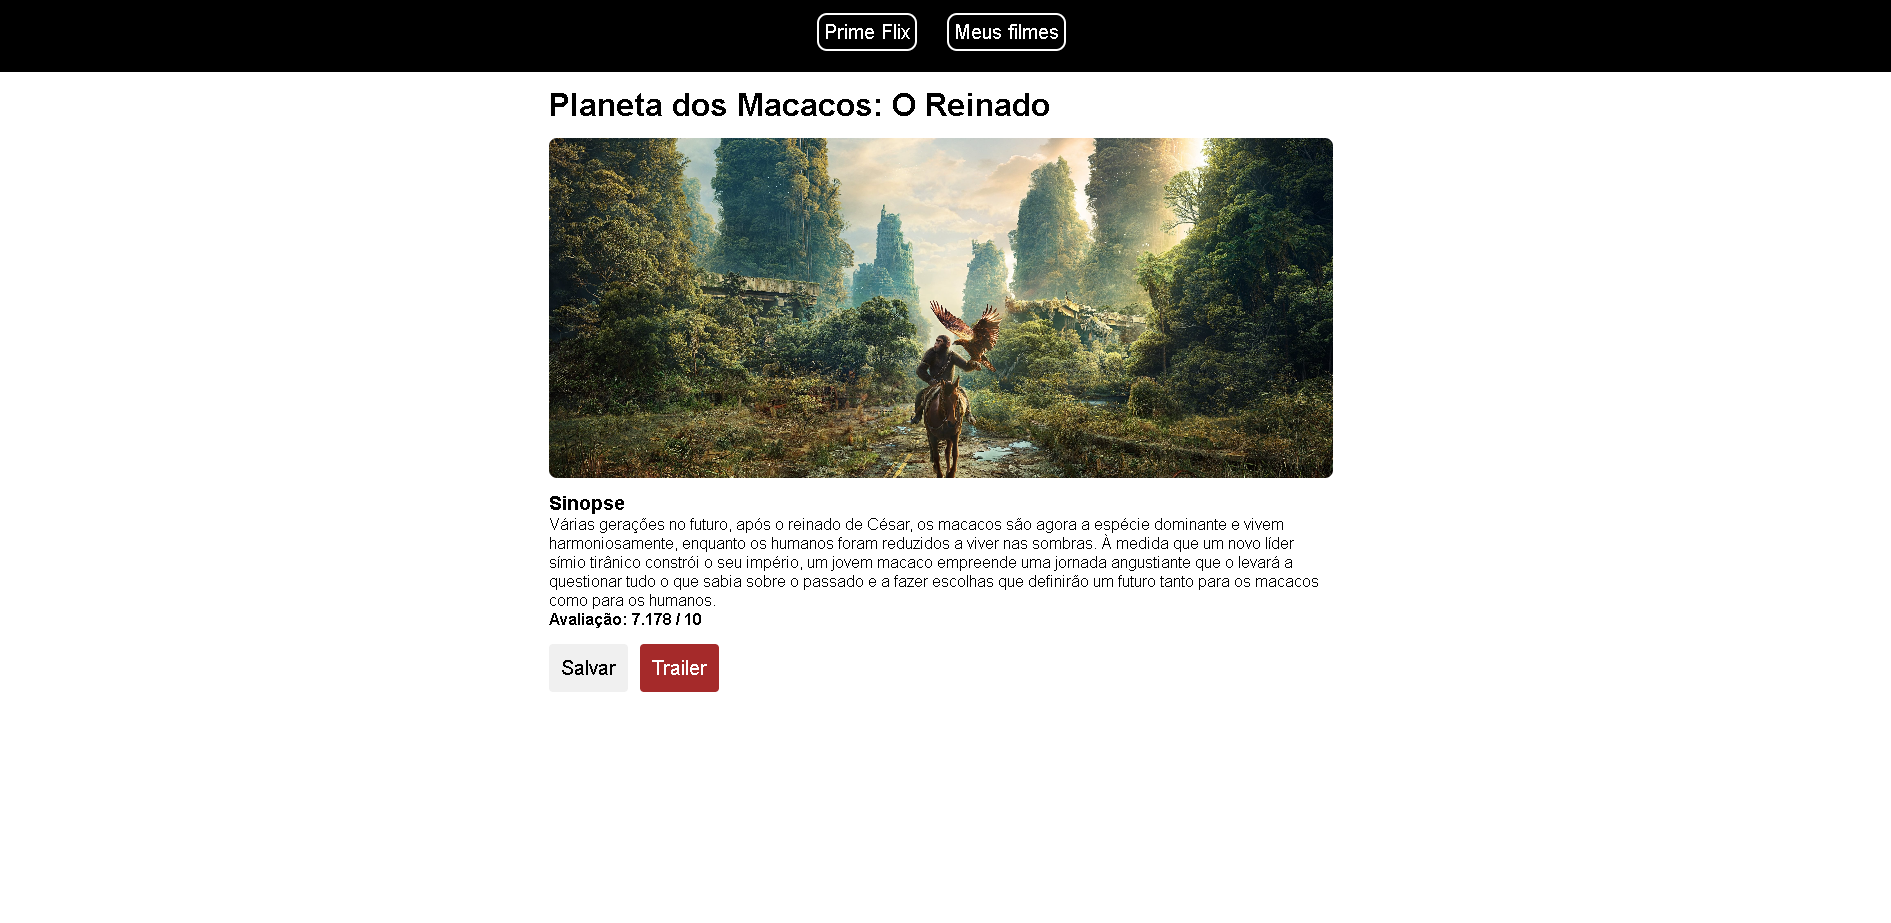 Prime Flix
Meus filmes
Planeta dos Macacos: O Reinado
Sinopse
Várias gerações no futuro, após o reinado de César, os macacos são agora a espécie dominante e vivem
harmoniosamente, enquanto os humanos foram reduzidos a viver nas sombras. À medida que um novo líder
símio tirânico constrói o seu império, um jovem macaco empreende uma jornada angustiante que o levará a
questionar tudo o que sabia sobre o passado e a fazer escolhas que definirão um futuro tanto para os macacos
como para os humanos.
Avaliação: 7.178 / 10
Salvar
Trailer